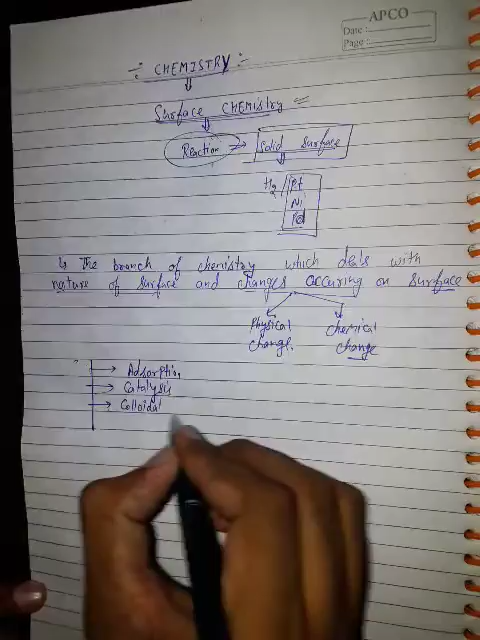 APCO
Date :
Page :
CHEMISTRY
Surface CHEMIStry
Reaction → Solid Surface
H2 / Pt
Ni
Pd
↳ The branch of chemistry which deals with
nature of surface and changes occuring on surface
Physical change.
chemical change
→ Adsorption
→ Catalysis
→ Colloidal